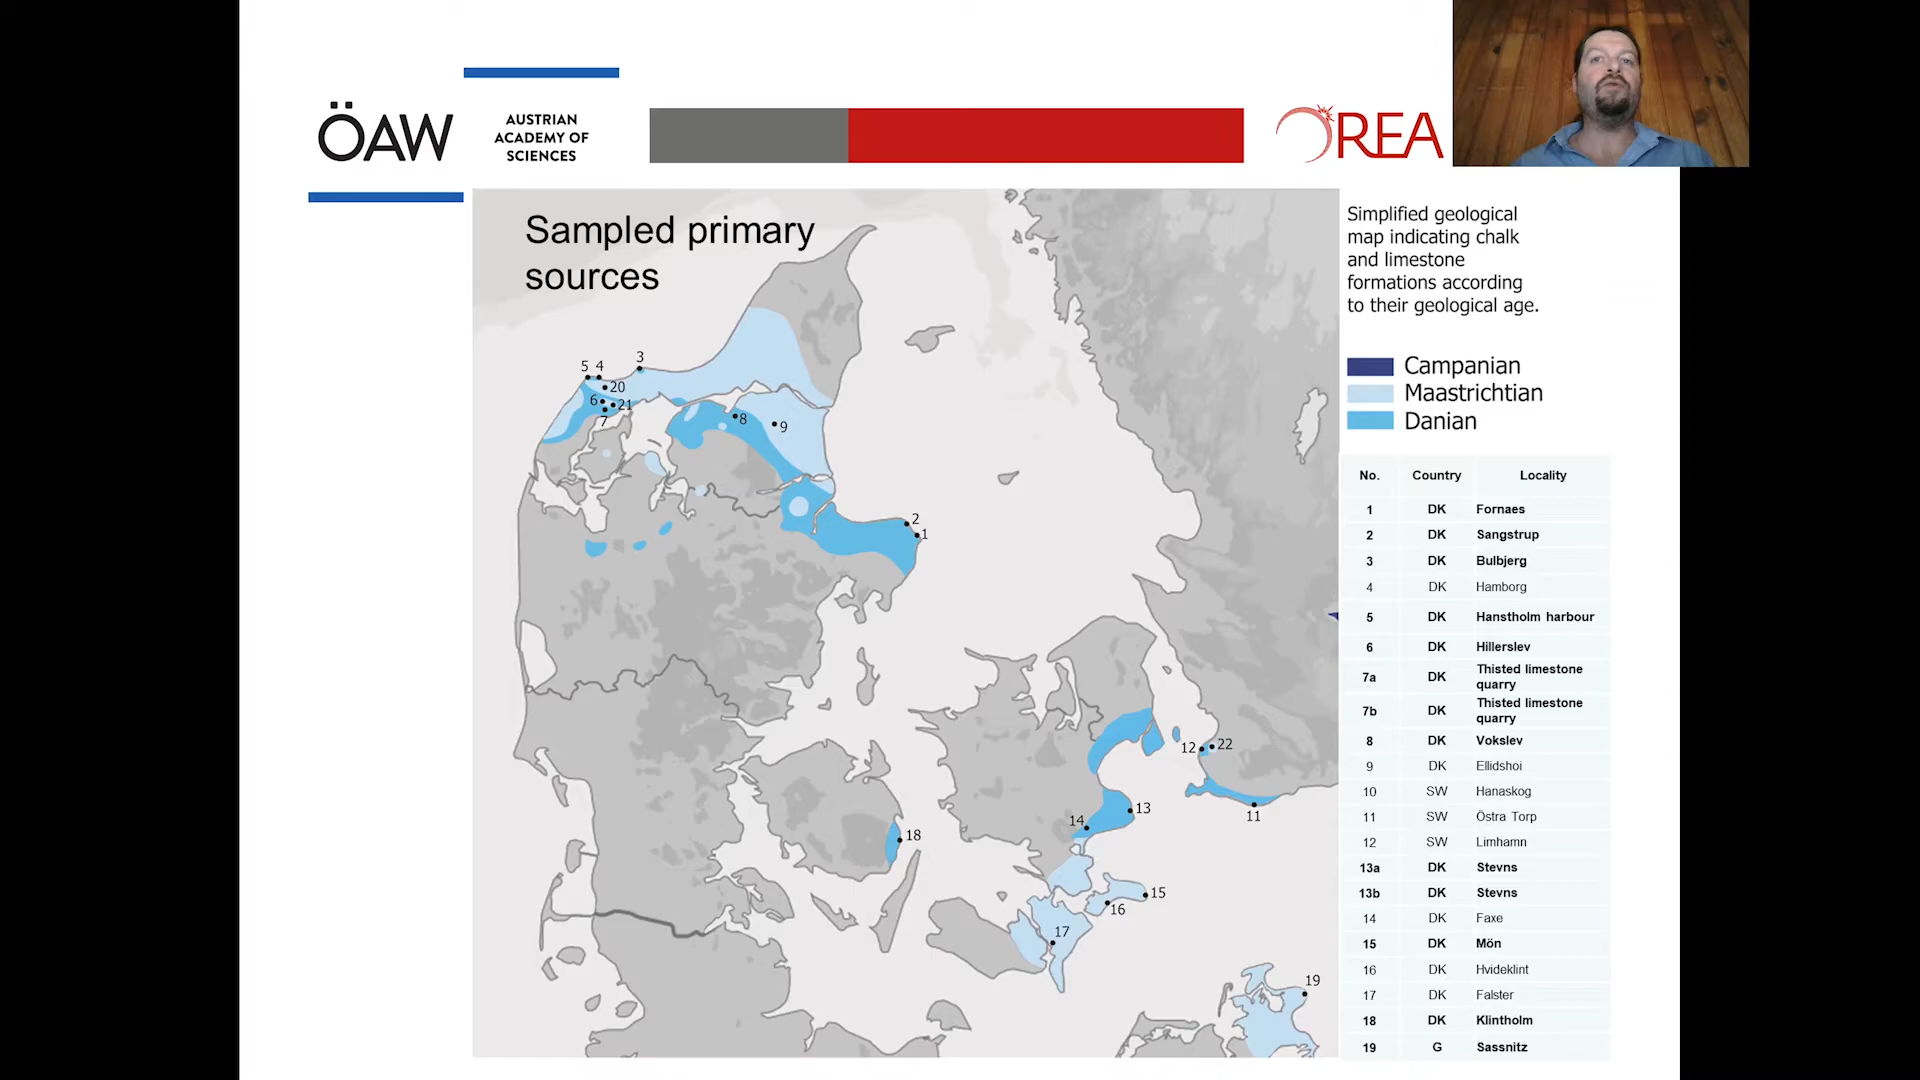 ÖAW
AUSTRIAN
ACADEMY OF
SCIENCES
OREA
Sampled primary
sources
Simplified geological
map indicating chalk
and limestone
formations according
to their geological age.
Campanian
Maastrichtian
Danian
3
5 4
20
6
21
7
8
9
2
1
12
22
11
13
14
18
15
16
17
19
No. Country Locality
1 DK Fornaes
2 DK Sangstrup
3 DK Bulbjerg
4 DK Hamborg
5 DK Hanstholm harbour
6 DK Hillerslev
7a DK Thisted limestone
quarry
7b DK Thisted limestone
quarry
8 DK Vokslev
9 DK Ellidshoi
10 SW Hanaskog
11 SW Östra Torp
12 SW Limhamn
13a DK Stevns
13b DK Stevns
14 DK Faxe
15 DK Mön
16 DK Hvideklint
17 DK Falster
18 DK Klintholm
19 G Sassnitz